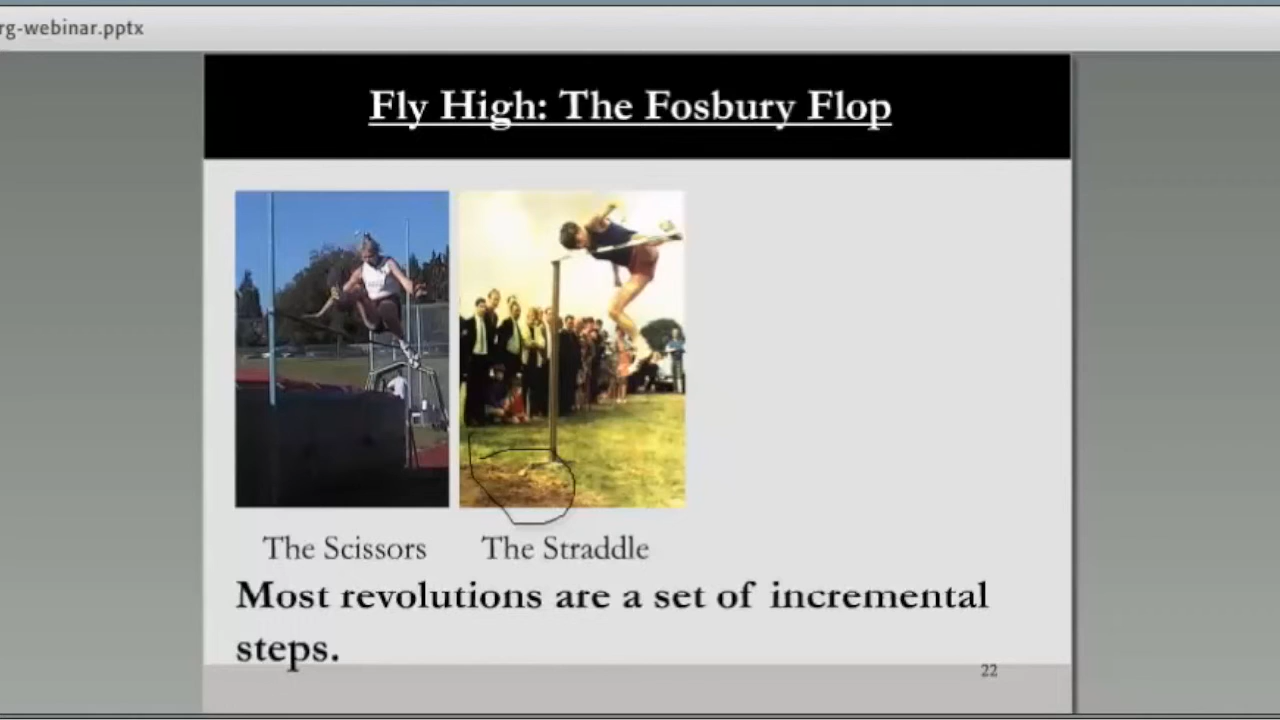 rg-webinar.pptx
Fly High: The Fosbury Flop
The Scissors
The Straddle
Most revolutions are a set of incremental
steps.
22